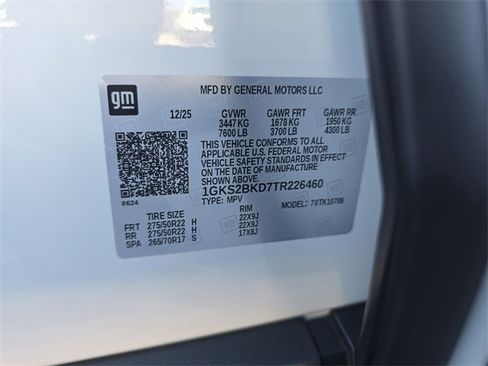 gm
MFD BY GENERAL MOTORS LLC
12/25 GVWR GAWR FRT GAWR RR
3447 KG 1678 KG 1950 KG
7600 LB 3700 LB 4300 LB
THIS VEHICLE CONFORMS TO ALL
APPLICABLE U.S. FEDERAL MOTOR
VEHICLE SAFETY STANDARDS IN EFFECT
ON THE DATE OF MANUFACTURE
SHOWN ABOVE.
1GKS2BKD7TR226460
8624 TYPE: MPV MODEL: 70TK10706
TIRE SIZE RIM
FRT 275/50R22 H 22X9J
RR 275/50R22 H 22X9J
SPA 265/70R17 S 17X8J